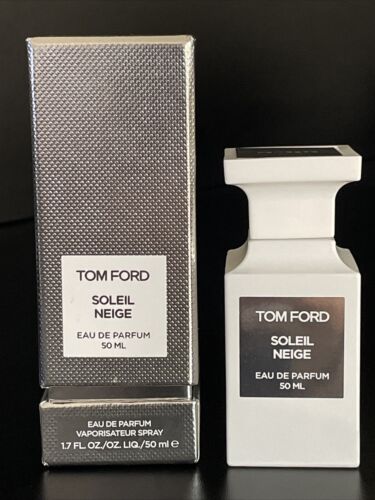 TOM FORD
SOLEIL
NEIGE
EAU DE PARFUM
50 ML
EAU DE PARFUM
VAPORISATEUR SPRAY
1.7 FL. OZ./OZ. LIQ./50 ml ℮
TOM FORD
SOLEIL
NEIGE
EAU DE PARFUM
50 ML